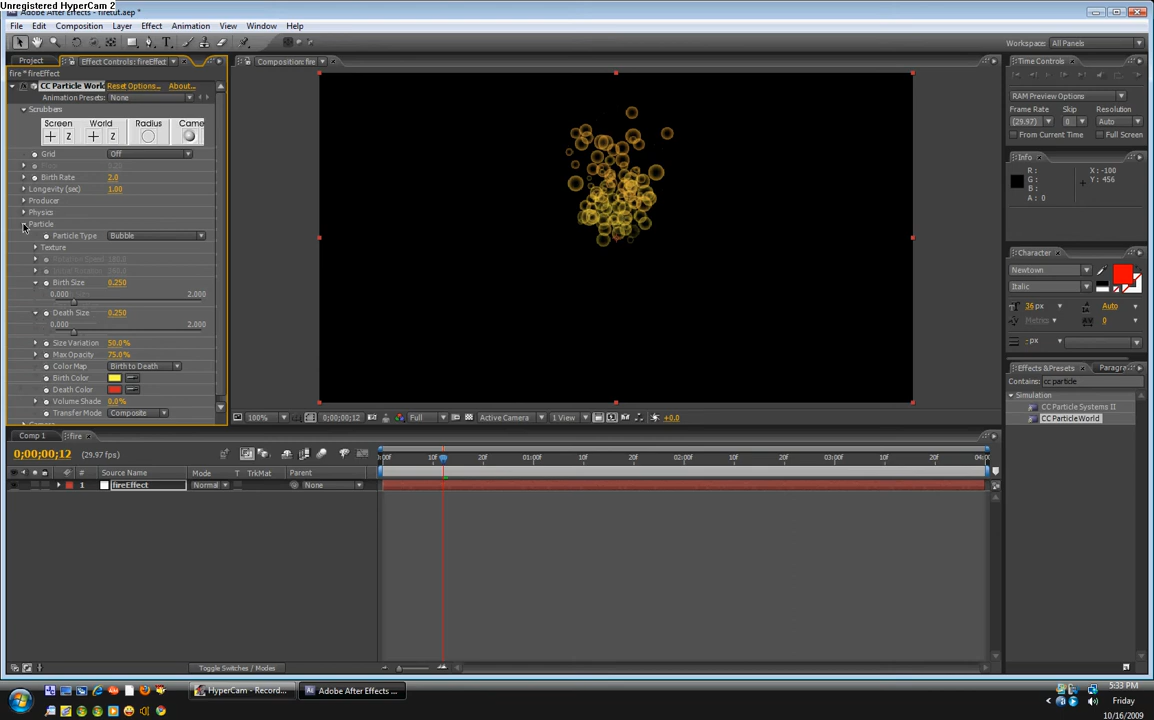 Unregistered HyperCam 2
Adobe After Effects - firetut.aep *
File Edit Composition Layer Effect Animation View Window Help
Workspace: All Panels
Project Effect Controls: fireEffect
Composition: fire
Time Controls
fire * fireEffect
CC Particle Work Reset Options... About...
Animation Presets: None
RAM Preview Options
Scrubbers
Frame Rate Skip Resolution
Screen World Radius Came
(29.97) 0 Auto
From Current Time Full Screen
Grid Off
Info
Birth Rate 2.0
R : X : -100
G : Y : 456
B :
A : 0
Longevity (sec) 1.00
Producer
Physics
Particle
Particle Type Bubble
Texture
Character
Newtown
Birth Size 0.250
Italic
0.000 2.000
36 px Auto
Death Size 0.250
Metrics 0
0.000 2.000
- px
Size Variation 50.0%
Max Opacity 75.0%
Color Map Birth to Death
Effects & Presets Paragra
Birth Color
Contains: cc particle
Death Color
Simulation
Volume Shade 0.0%
CC Particle Systems II
Transfer Mode Composite
CC ParticleWorld
100% 0;00;00;12 Full Active Camera 1 View +0.0
Comp 1 fire
0;00;00;12 (29.97 fps)
:00f 10f 20f 01:00f 10f 20f 02:00f 10f 20f 03:00f 10f 20f 04:0
# Source Name Mode T TrkMat Parent
1 fireEffect Normal None
Toggle Switches / Modes
HyperCam - Record... Adobe After Effects ...
5:33 PM
Friday
10/16/2009